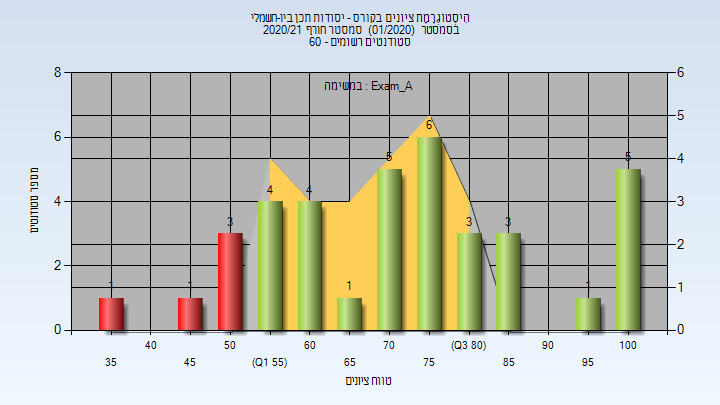 היסטוגרמת ציונים בקורס - יסודות תכן ביו-חשמלי
בסמסטר (01/2020) סמסטר חורף 2020/21
סטודנטים רשומים - 60
במשימה : Exam_A
מספר סטודנטים
8 6 4 2 0
6 5 4 3 2 1 0
1 1 3 4 4 1 5 6 3 3 1 5
40 50 60 70 (Q3 80) 90 100
35 45 (Q1 55) 65 75 85 95
טווח ציונים